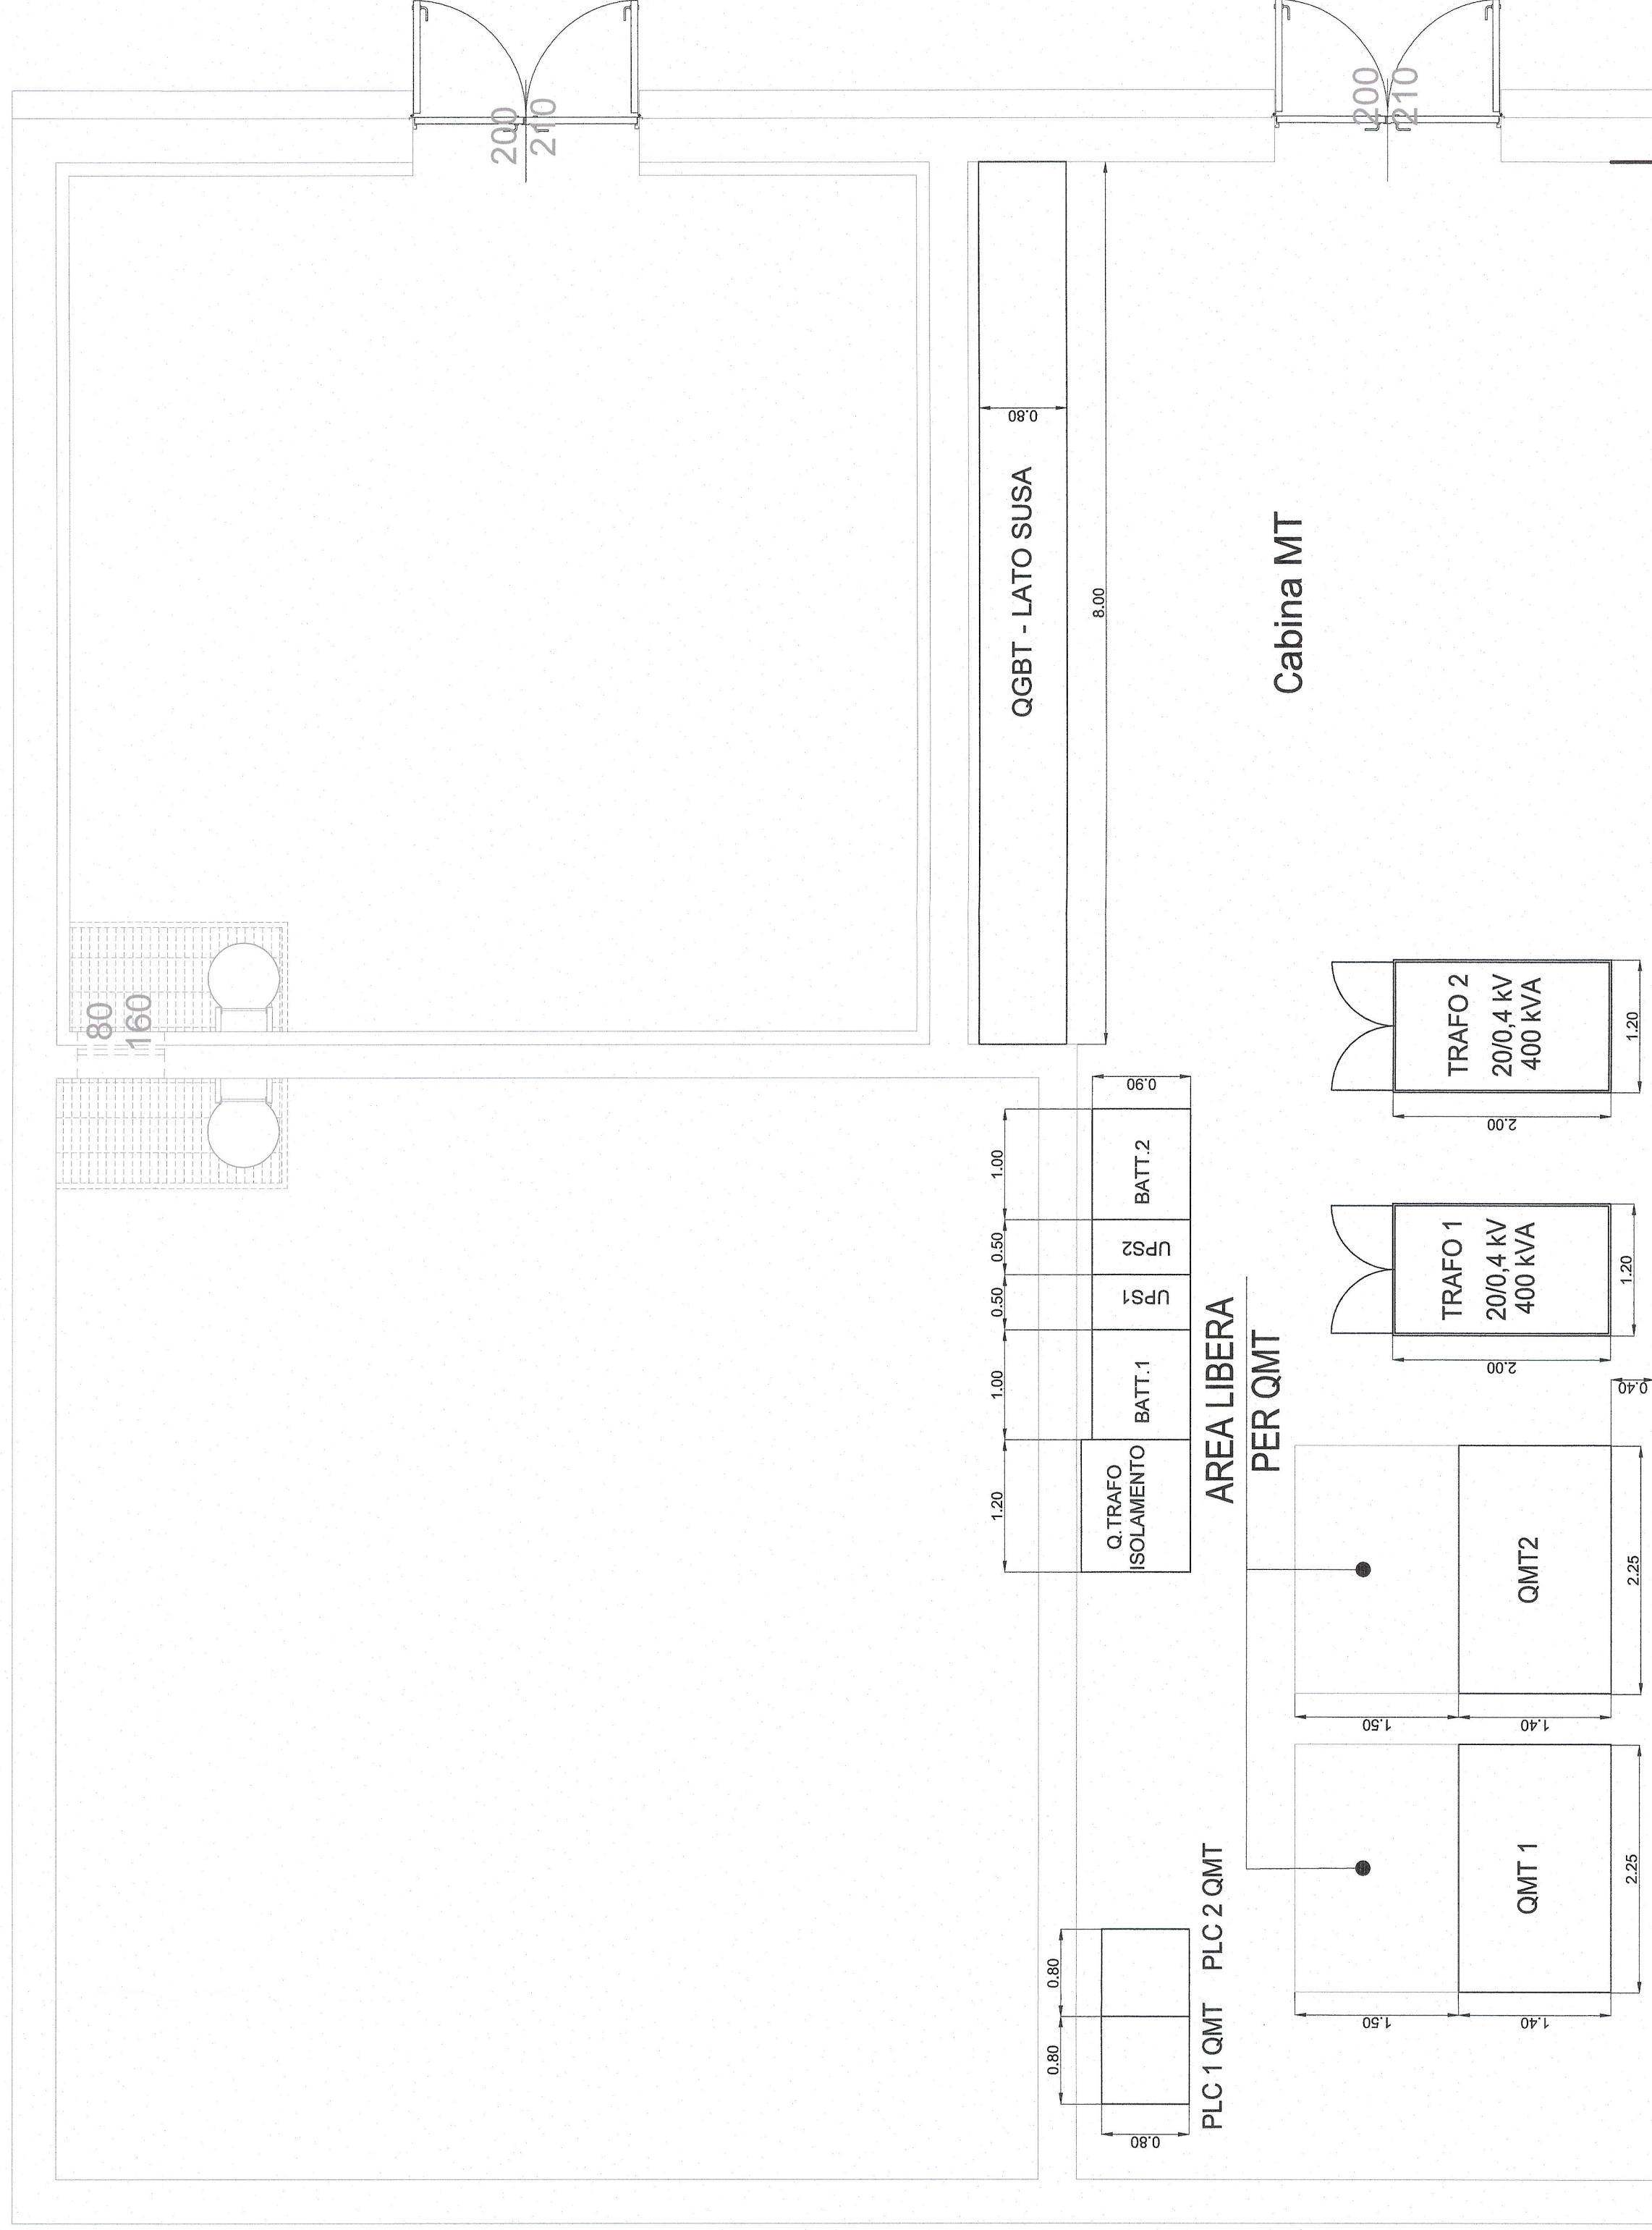 200
210
200
210
0.80
QGBT - LATO SUSA
8.00
Cabina MT
80
160
TRAFO 2
20/0,4 kV
400 kVA
1.20
2.00
0.90
1.00
BATT.2
0.50
UPS2
0.50
UPS1
1.00
BATT.1
1.20
Q.TRAFO
ISOLAMENTO
AREA LIBERA
PER QMT
TRAFO 1
20/0,4 kV
400 kVA
1.20
2.00
0.40
QMT2
2.25
1.50
1.40
QMT 1
2.25
1.50
1.40
0.80
0.80
0.80
PLC 1 QMT
PLC 2 QMT